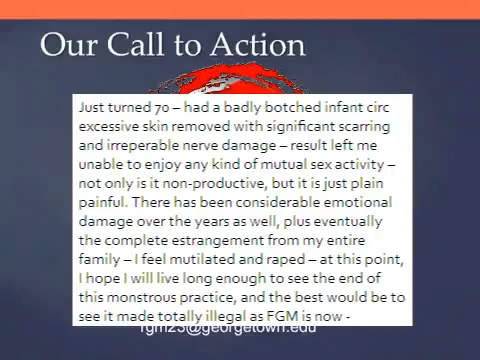 Our Call to Action
Just turned 70 – had a badly botched infant circ
excessive skin removed with significant scarring
and irreperable nerve damage – result left me
unable to enjoy any kind of mutual sex activity –
not only is it non-productive, but it is just plain
painful. There has been considerable emotional
damage over the years as well, plus eventually
the complete estrangement from my entire
family – I feel mutilated and raped – at this point,
I hope I will live long enough to see the end of
this monstrous practice, and the best would be to
see it made totally illegal as FGM is now -
rgm23@georgetown.edu